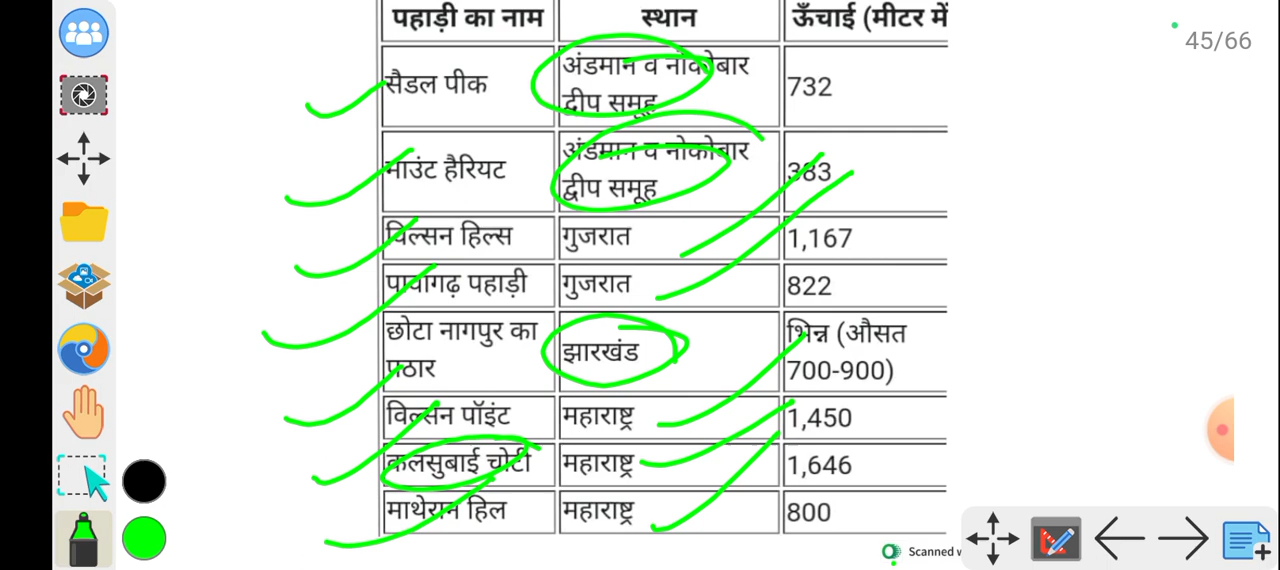 पहाड़ी का नाम स्थान ऊँचाई (मीटर में
45/66
सैडल पीक अंडमान व नोकोबार द्वीप समूह 732
माउंट हैरियट अंडमान व नोकोबार द्वीप समूह 383
विल्सन हिल्स गुजरात 1,167
पावागढ़ पहाड़ी गुजरात 822
छोटा नागपुर का पठार झारखंड भिन्न (औसत 700-900)
विल्सन पॉइंट महाराष्ट्र 1,450
कलसुबाई चोटी महाराष्ट्र 1,646
माथेरान हिल महाराष्ट्र 800
Scanned